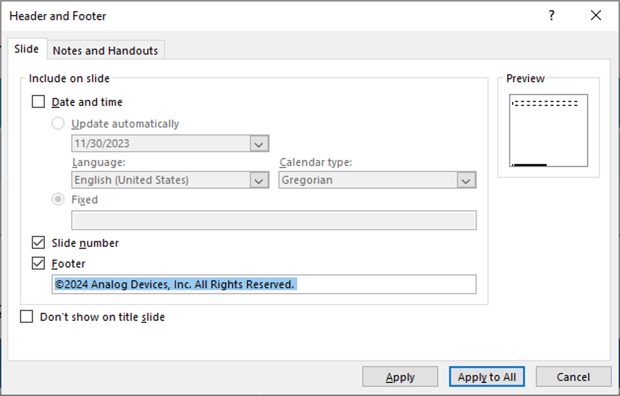 Header and Footer
Slide
Notes and Handouts
Include on slide
Preview
Date and time
Update automatically
11/30/2023
Language:
Calendar type:
English (United States)
Gregorian
Fixed
Slide number
Footer
©2024 Analog Devices, Inc. All Rights Reserved.
Don't show on title slide
Apply
Apply to All
Cancel